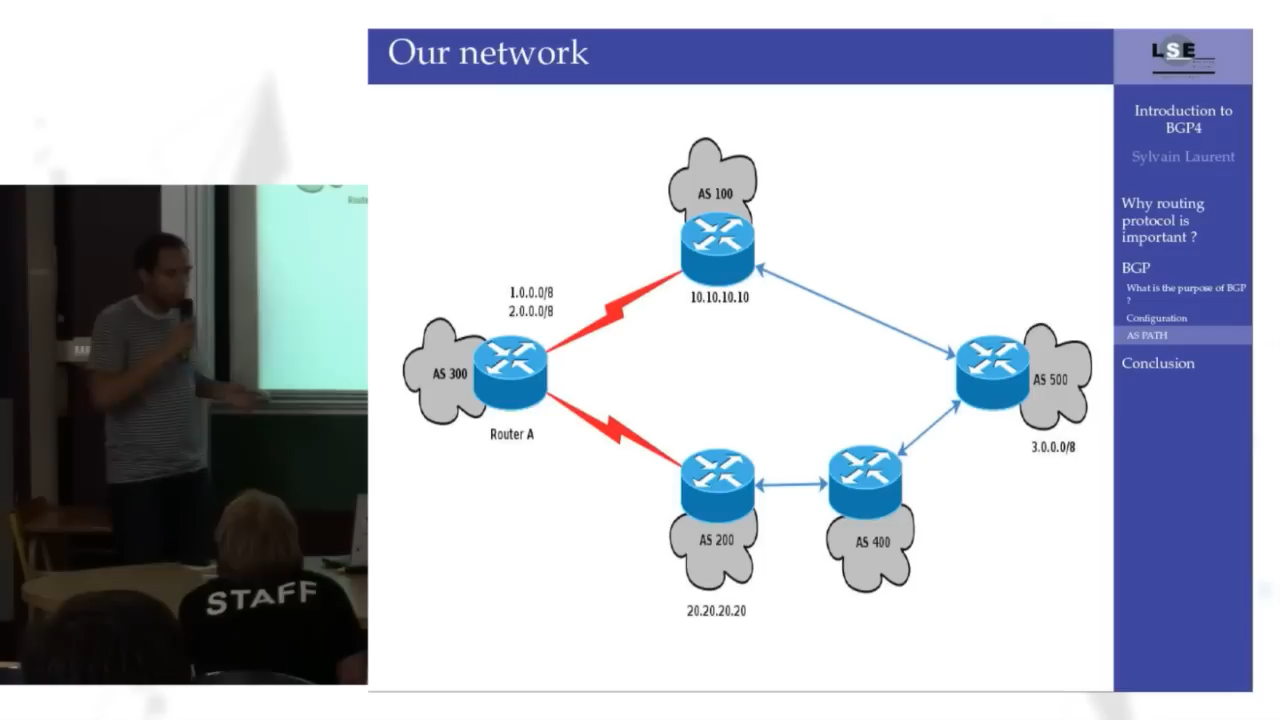 Our network
LSE
Introduction to
BGP4
Sylvain Laurent
Why routing
protocol is
important ?
BGP
What is the purpose of BGP
?
Configuration
AS PATH
Conclusion
AS 100
10.10.10.10
1.0.0.0/8
2.0.0.0/8
AS 300
Router A
AS 500
3.0.0.0/8
AS 200
20.20.20.20
AS 400
STAFF